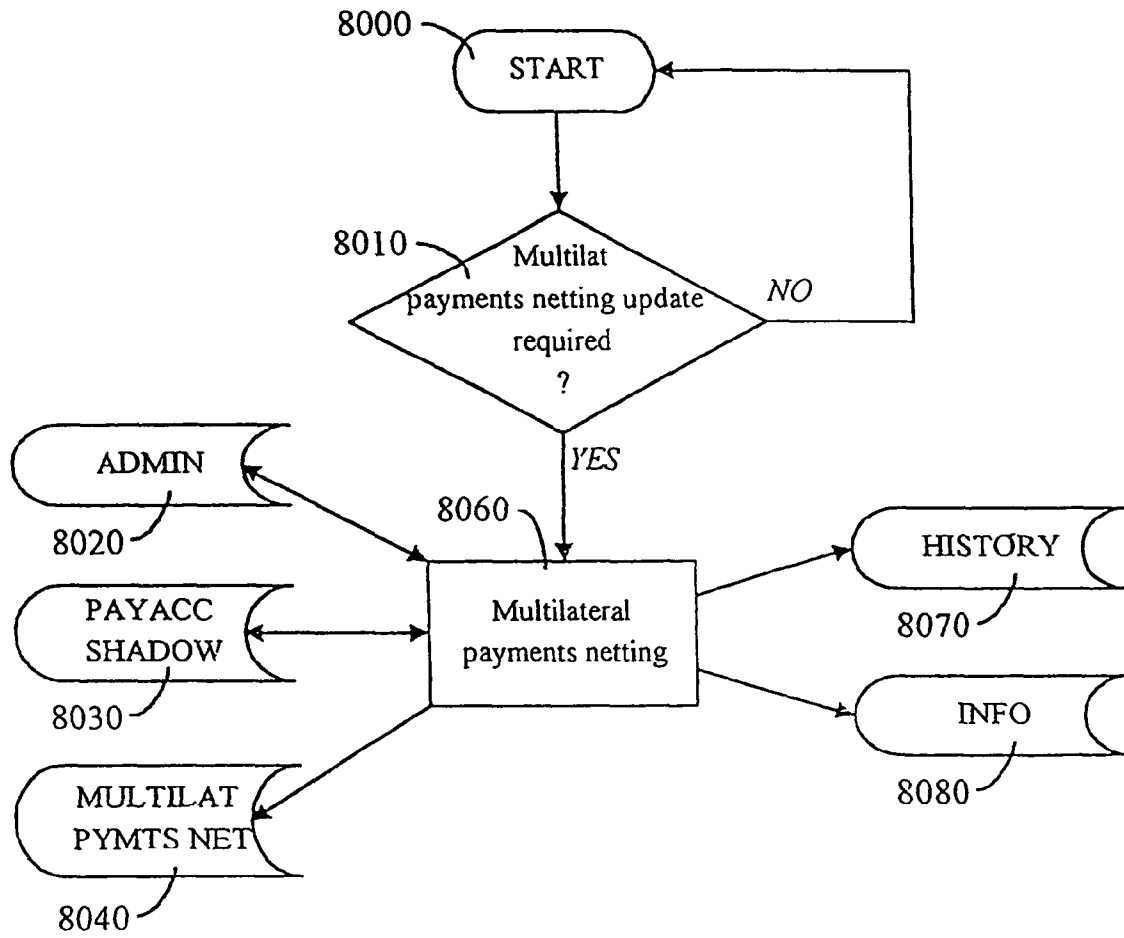 8000
START
8010
Multilat
payments netting update
required
?
NO
YES
ADMIN
8020
8060
HISTORY
8070
PAYACC
SHADOW
8030
Multilateral
payments netting
INFO
8080
MULTILAT
PYMTS NET
8040